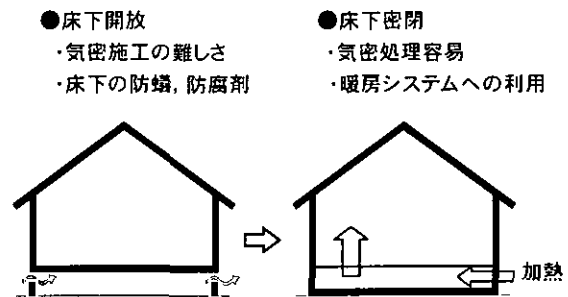 ●床下開放
・気密施工の難しさ
・床下の防蟻，防腐剤
●床下密閉
・気密処理容易
・暖房システムへの利用
加熱